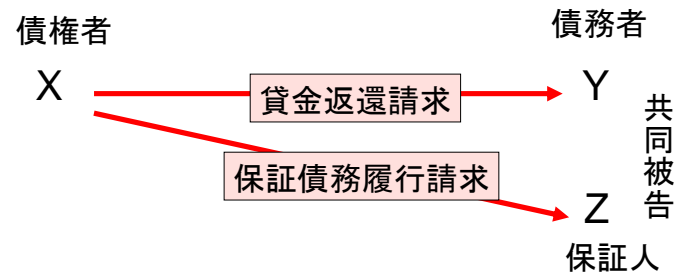 債権者
債務者
X
貸金返還請求
Y
保証債務履行請求
共同被告
Z
保証人